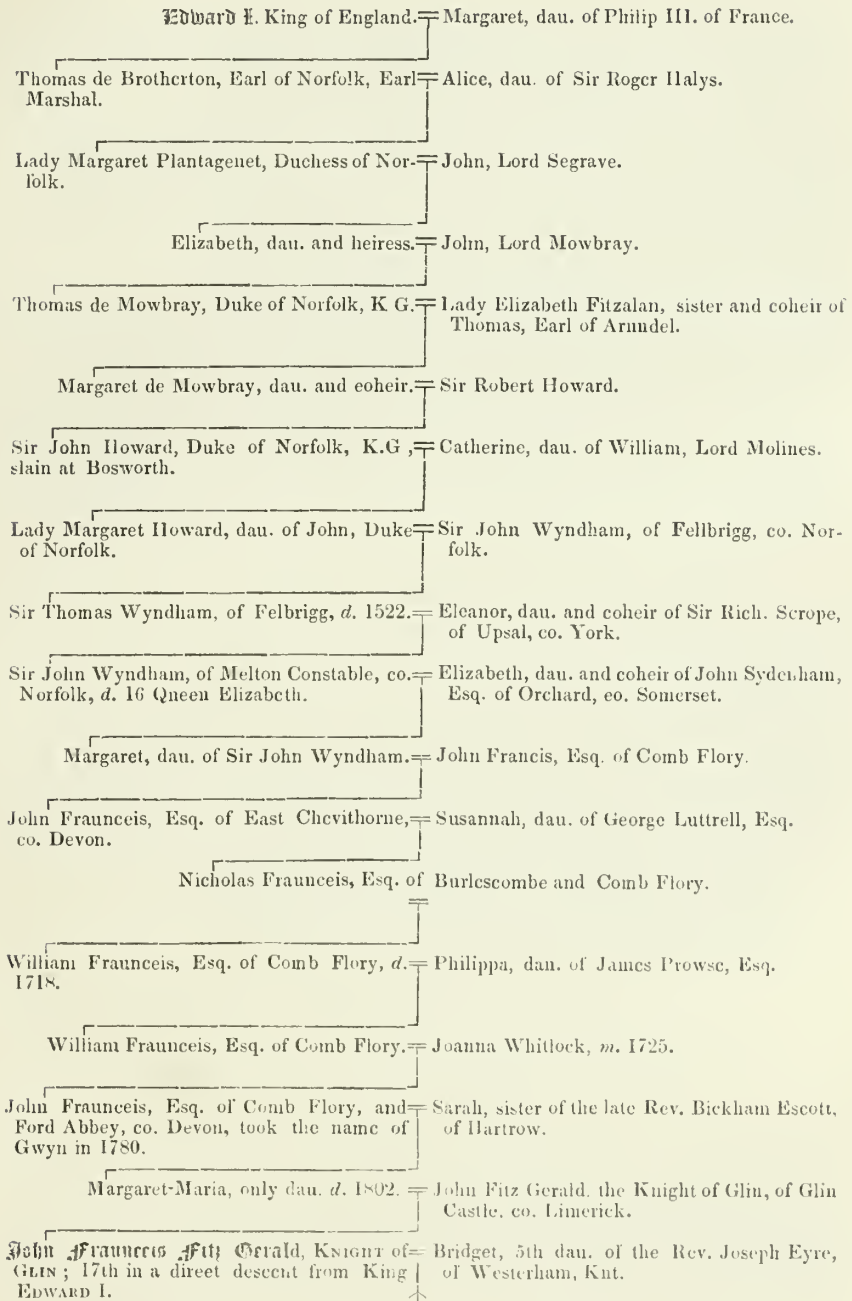 Edward I. King of England. Margaret, dau. of Philip III. of France.
Thomas de Brotherton, Earl of Norfolk, Earl Alice, dau. of Sir Roger Halys.
Marshal.
Lady Margaret Plantagenet, Duchess of Nor- John, Lord Segrave.
folk.
Elizabeth, dau. and heiress. John, Lord Mowbray.
Thomas de Mowbray, Duke of Norfolk, K G. Lady Elizabeth Fitzalan, sister and coheir of
Thomas, Earl of Arundel.
Margaret de Mowbray, dau. and coheir. Sir Robert Howard.
Sir John Howard, Duke of Norfolk, K.G , Catherine, dau. of William, Lord Molines.
slain at Bosworth.
Lady Margaret Howard, dau. of John, Duke Sir John Wyndham, of Fellbrigg, co. Nor-
of Norfolk. folk.
Sir Thomas Wyndham, of Felbrigg, d. 1522. Eleanor, dau. and coheir of Sir Rich. Scrope,
of Upsal, co. York.
Sir John Wyndham, of Melton Constable, co. Elizabeth, dau. and coheir of John Sydenham,
Norfolk, d. 16 Queen Elizabeth. Esq. of Orchard, co. Somerset.
Margaret, dau. of Sir John Wyndham. John Francis, Esq. of Comb Flory.
John Fraunceis, Esq. of East Chevithorne, Susannah, dau. of George Luttrell, Esq.
co. Devon.
Nicholas Fraunceis, Esq. of Burlescombe and Comb Flory.
William Fraunceis, Esq. of Comb Flory, d. Philippa, dau. of James Prowse, Esq.
1718.
William Fraunceis, Esq. of Comb Flory. Joanna Whitlock, m. 1725.
John Fraunceis, Esq. of Comb Flory, and Sarah, sister of the late Rev. Bickham Escott,
Ford Abbey, co. Devon, took the name of of Hartrow.
Gwyn in 1780.
Margaret-Maria, only dau. d. 1802. John Fitz Gerald. the Knight of Glin, of Glin
Castle, co. Limerick.
John Fraunceis Fitz Gerald, KNIGHT OF Bridget, 5th dau. of the Rev. Joseph Eyre,
GLIN ; 17th in a direct descent from King of Westerham, Knt.
EDWARD I.